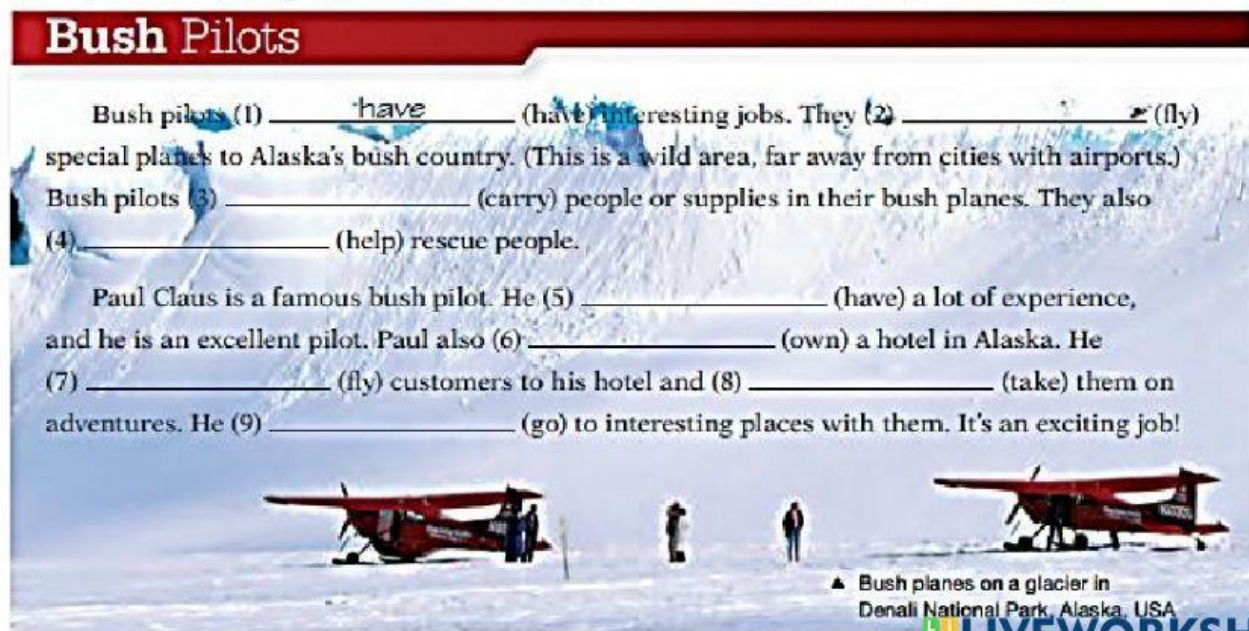 Bush Pilots
Bush pilots (1) have (have) interesting jobs. They (2) (fly)
special planes to Alaska's bush country. (This is a wild area, far away from cities with airports.)
Bush pilots (3) (carry) people or supplies in their bush planes. They also
(4) (help) rescue people.
Paul Claus is a famous bush pilot. He (5) (have) a lot of experience,
and he is an excellent pilot. Paul also (6) (own) a hotel in Alaska. He
(7) (fly) customers to his hotel and (8) (take) them on
adventures. He (9) (go) to interesting places with them. It's an exciting job!
▲ Bush planes on a glacier in
Denali National Park, Alaska, USA